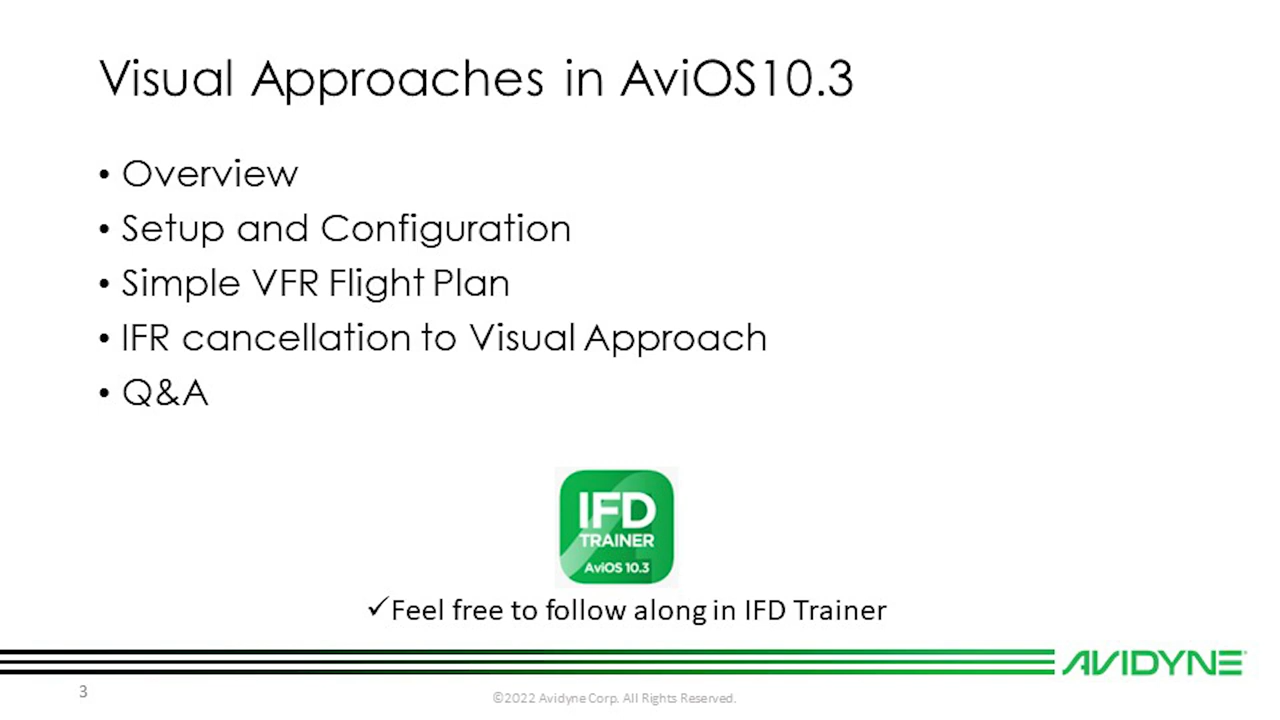 Visual Approaches in AviOS10.3
• Overview
• Setup and Configuration
• Simple VFR Flight Plan
• IFR cancellation to Visual Approach
• Q&A
IFD
TRAINER
AviOS 10.3
✓Feel free to follow along in IFD Trainer
AVIDYNE
3
©2022 Avidyne Corp. All Rights Reserved.